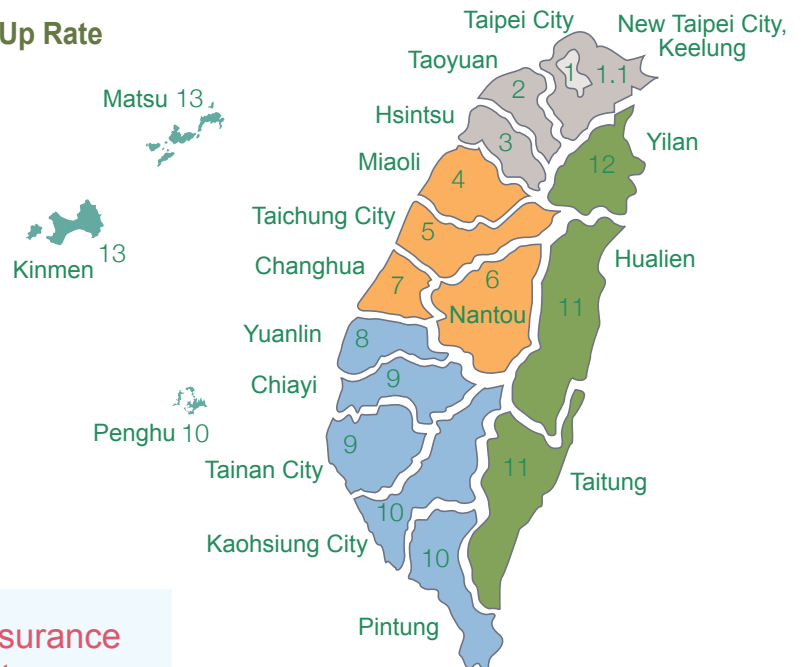 Up Rate
Taipei City
New Taipei City,
Keelung
Taoyuan
1
1.1
2
Matsu 13
Hsintsu
3
Yilan
12
Miaoli
4
Taichung City
5
Kinmen 13
Changhua
7
6
Nantou
Hualien
11
Yuanlin
8
Chiayi
9
Penghu 10
9
Tainan City
11
Taitung
10
Kaohsiung City
10
Pintung
surance